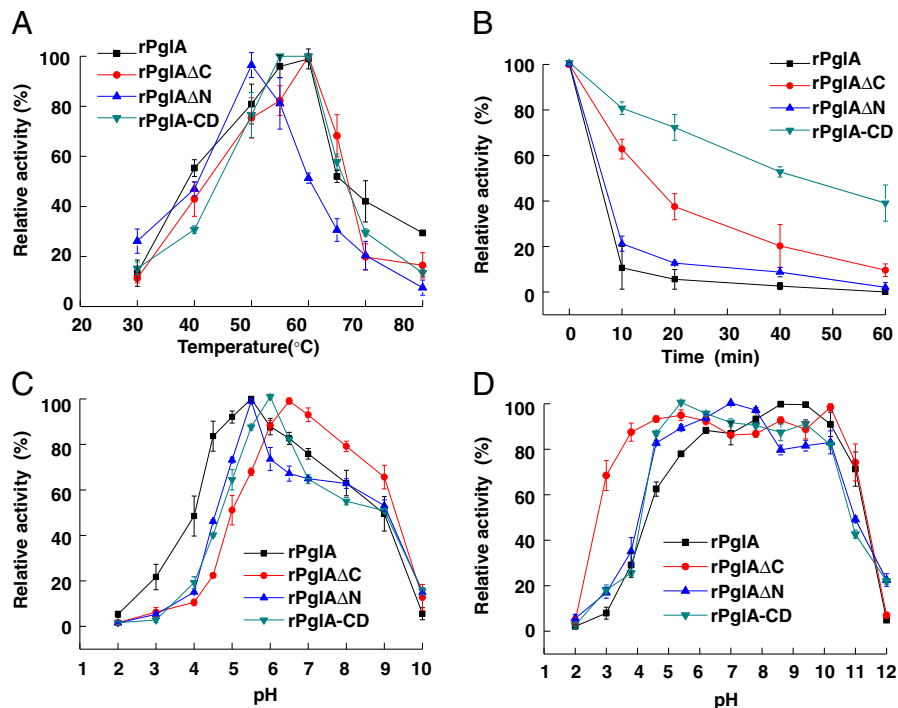 A
rPglA
rPglAΔC
rPglAΔN
rPglA-CD
Relative activity (%)
100
80
60
40
20
0
20 30 40 50 60 70 80
Temperature(°C)
B
rPglA
rPglAΔC
rPglAΔN
rPglA-CD
Relative activity (%)
100
80
60
40
20
0
0 10 20 40 60
Time (min)
C
Relative activity (%)
100
80
60
40
20
0
rPglA
rPglAΔC
rPglAΔN
rPglA-CD
1 2 3 4 5 6 7 8 9 10
pH
D
Relative activity (%)
100
80
60
40
20
0
rPglA
rPglAΔC
rPglAΔN
rPglA-CD
1 2 3 4 5 6 7 8 9 10 11 12
pH